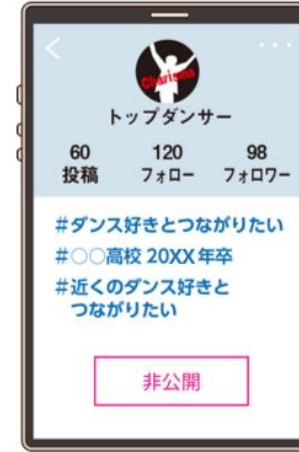 Charisma
トップダンサー
60 120 98
投稿 フォロー フォロワー
#ダンス好きとつながりたい
#○○高校 20XX年卒
#近くのダンス好きと
つながりたい
非公開